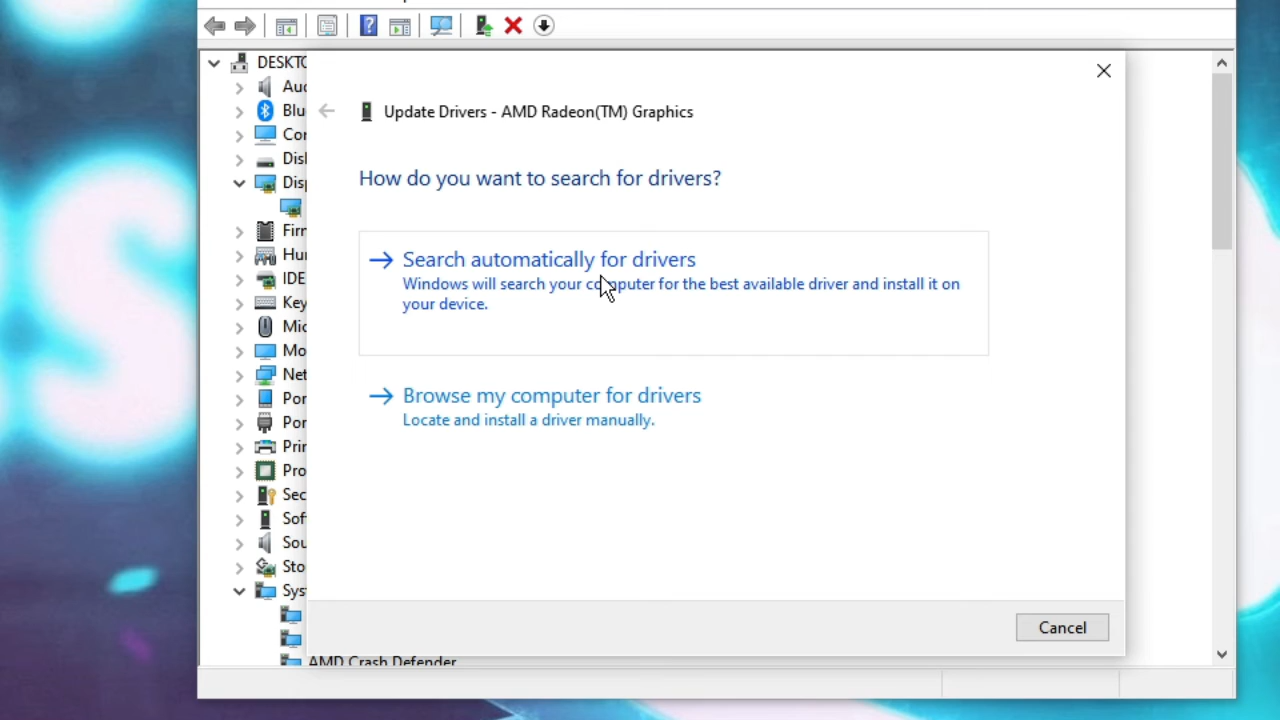 DESKTO
Update Drivers - AMD Radeon(TM) Graphics
How do you want to search for drivers?
Search automatically for drivers
Windows will search your computer for the best available driver and install it on
your device.
Browse my computer for drivers
Locate and install a driver manually.
Cancel
Auc
Blu
Cor
Disl
Disp
Firr
Hur
IDE
Key
Mic
Mo
Net
Por
Por
Prin
Pro
Sec
Sof
Sou
Sto
Sys
AMD Crash Defender